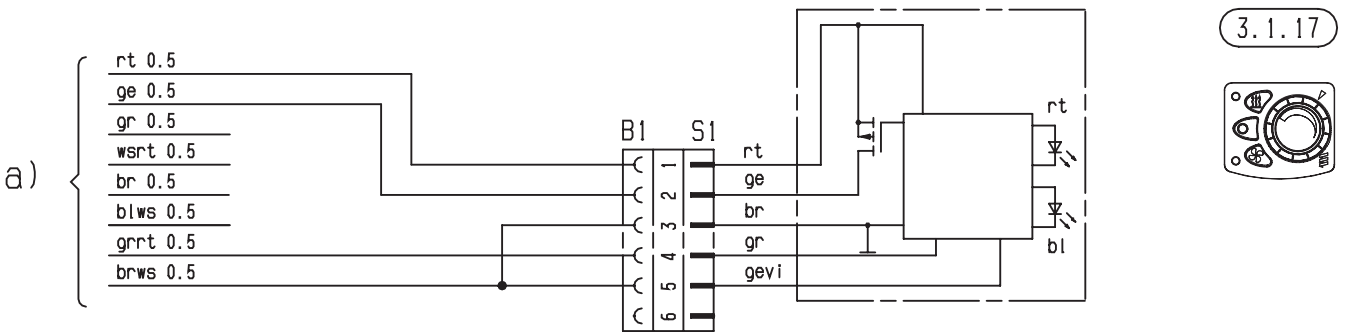 3.1.17
a)
rt 0.5
ge 0.5
gr 0.5
wsrt 0.5
br 0.5
blws 0.5
grrt 0.5
brws 0.5
B1 S1
1
2
3
4
5
6
rt
ge
br
gr
gevi
rt
bl